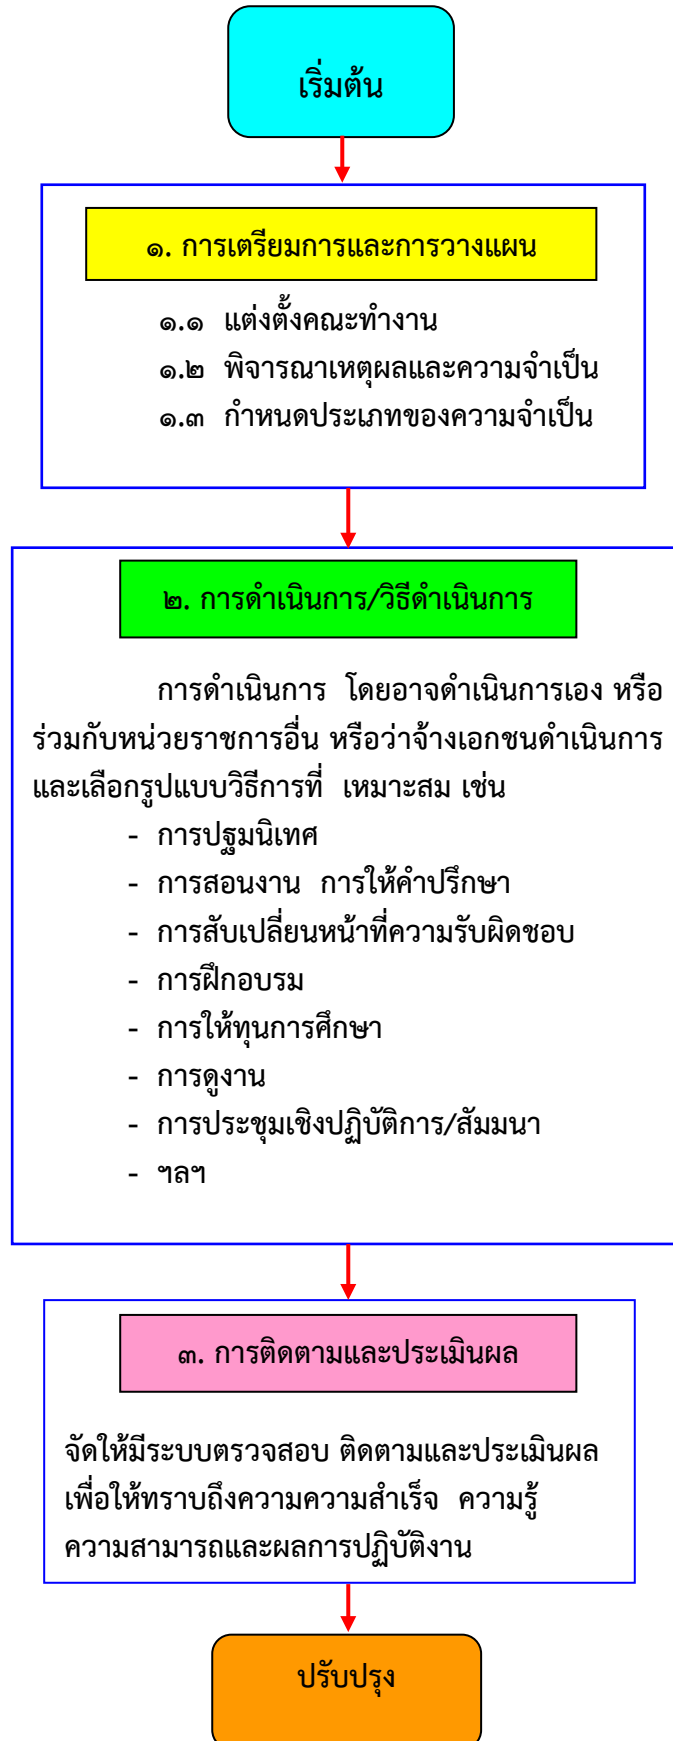 เริ่มต้น
๑. การเตรียมการและการวางแผน
๑.๑ แต่งตั้งคณะทำงาน
๑.๒ พิจารณาเหตุผลและความจำเป็น
๑.๓ กำหนดประเภทของความจำเป็น
๒. การดำเนินการ/วิธีดำเนินการ
การดำเนินการ โดยอาจดำเนินการเอง หรือ
ร่วมกับหน่วยราชการอื่น หรือว่าจ้างเอกชนดำเนินการ
และเลือกรูปแบบวิธีการที่ เหมาะสม เช่น
- การปฐมนิเทศ
- การสอนงาน การให้คำปรึกษา
- การสับเปลี่ยนหน้าที่ความรับผิดชอบ
- การฝึกอบรม
- การให้ทุนการศึกษา
- การดูงาน
- การประชุมเชิงปฏิบัติการ/สัมมนา
- ฯลฯ
๓. การติดตามและประเมินผล
จัดให้มีระบบตรวจสอบ ติดตามและประเมินผล
เพื่อให้ทราบถึงความความสำเร็จ ความรู้
ความสามารถและผลการปฏิบัติงาน
ปรับปรุง